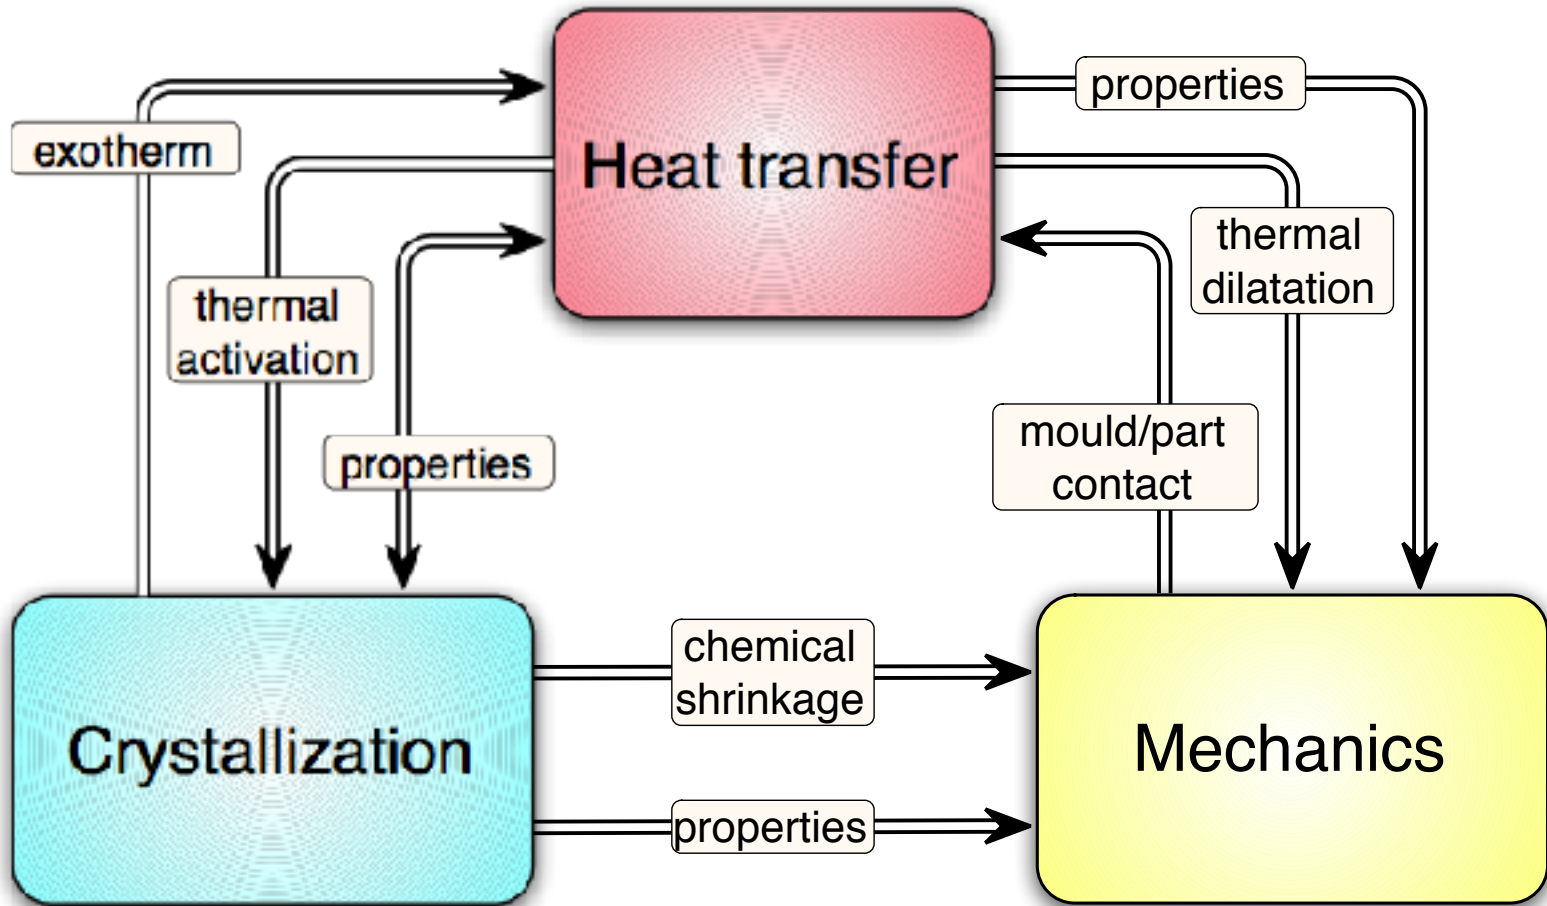 properties
exotherm
Heat transfer
thermal
dilatation
thermal
activation
mould/part
contact
properties
chemical
shrinkage
Crystallization
Mechanics
properties